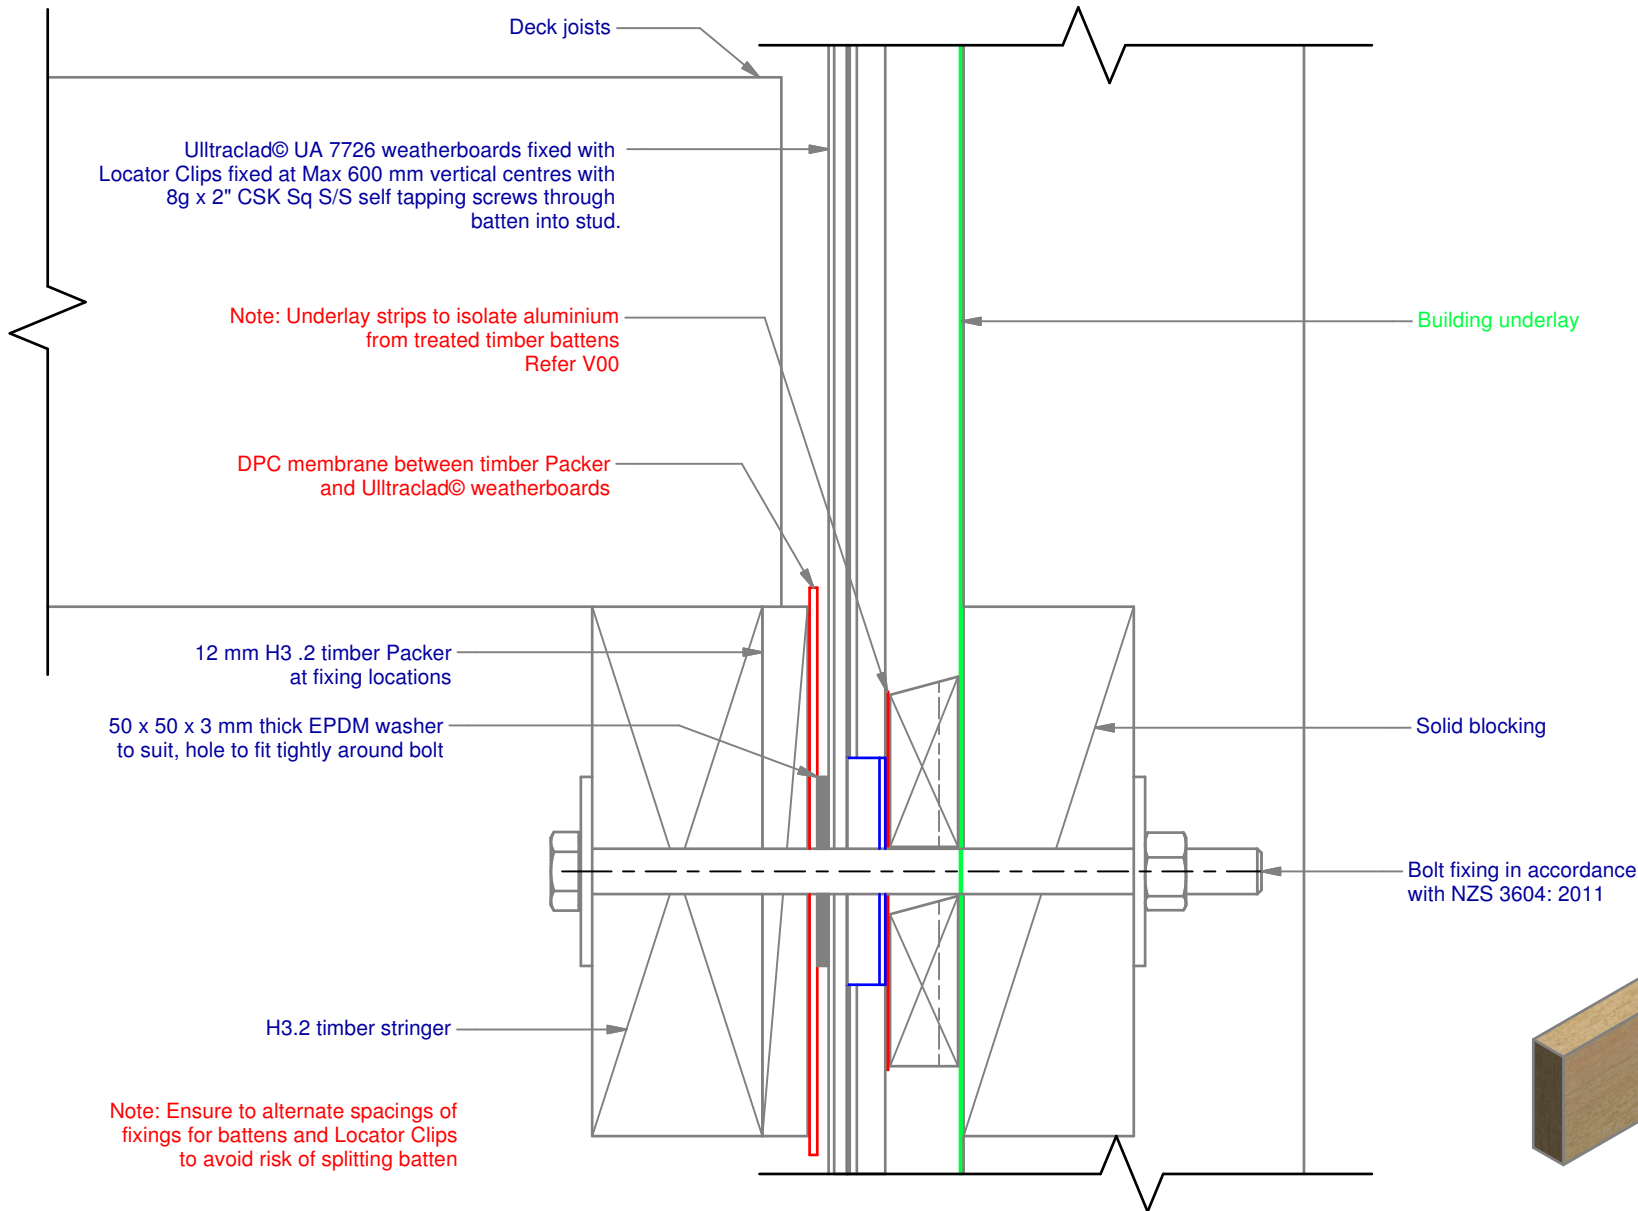 Deck joists
Ulltraclad© UA 7726 weatherboards fixed with
Locator Clips fixed at Max 600 mm vertical centres with
8g x 2" CSK Sq S/S self tapping screws through
batten into stud.
Note: Underlay strips to isolate aluminium
from treated timber battens
Refer V00
Building underlay
DPC membrane between timber Packer
and Ulltraclad© weatherboards
12 mm H3 .2 timber Packer
at fixing locations
50 x 50 x 3 mm thick EPDM washer
to suit, hole to fit tightly around bolt
Solid blocking
Bolt fixing in accordance
with NZS 3604: 2011
H3.2 timber stringer
Note: Ensure to alternate spacings of
fixings for battens and Locator Clips
to avoid risk of splitting batten